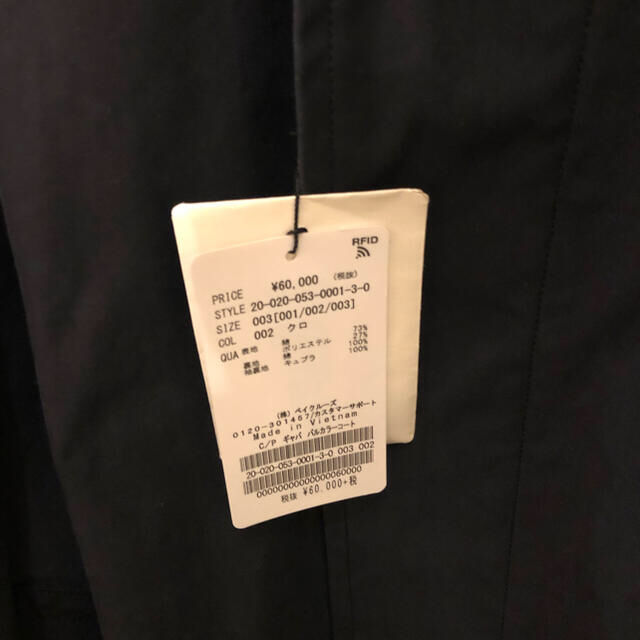 RFID
PRICE ¥60,000 (税抜)
STYLE 20-020-053-0001-3-0
SIZE 003[001/002/003]
COL 002 クロ
QUA 表地 綿 73%
ポリエステル 27%
裏地 綿 100%
袖裏地 キュプラ 100%
(株) ベイクルーズ
0120-301457/カスタマーサポート
Made in Vietnam
C/P ギャバ バルカラーコート
20-020-053-0001-3-0 003 002
0000000000000060000
税抜 ¥60,000+税